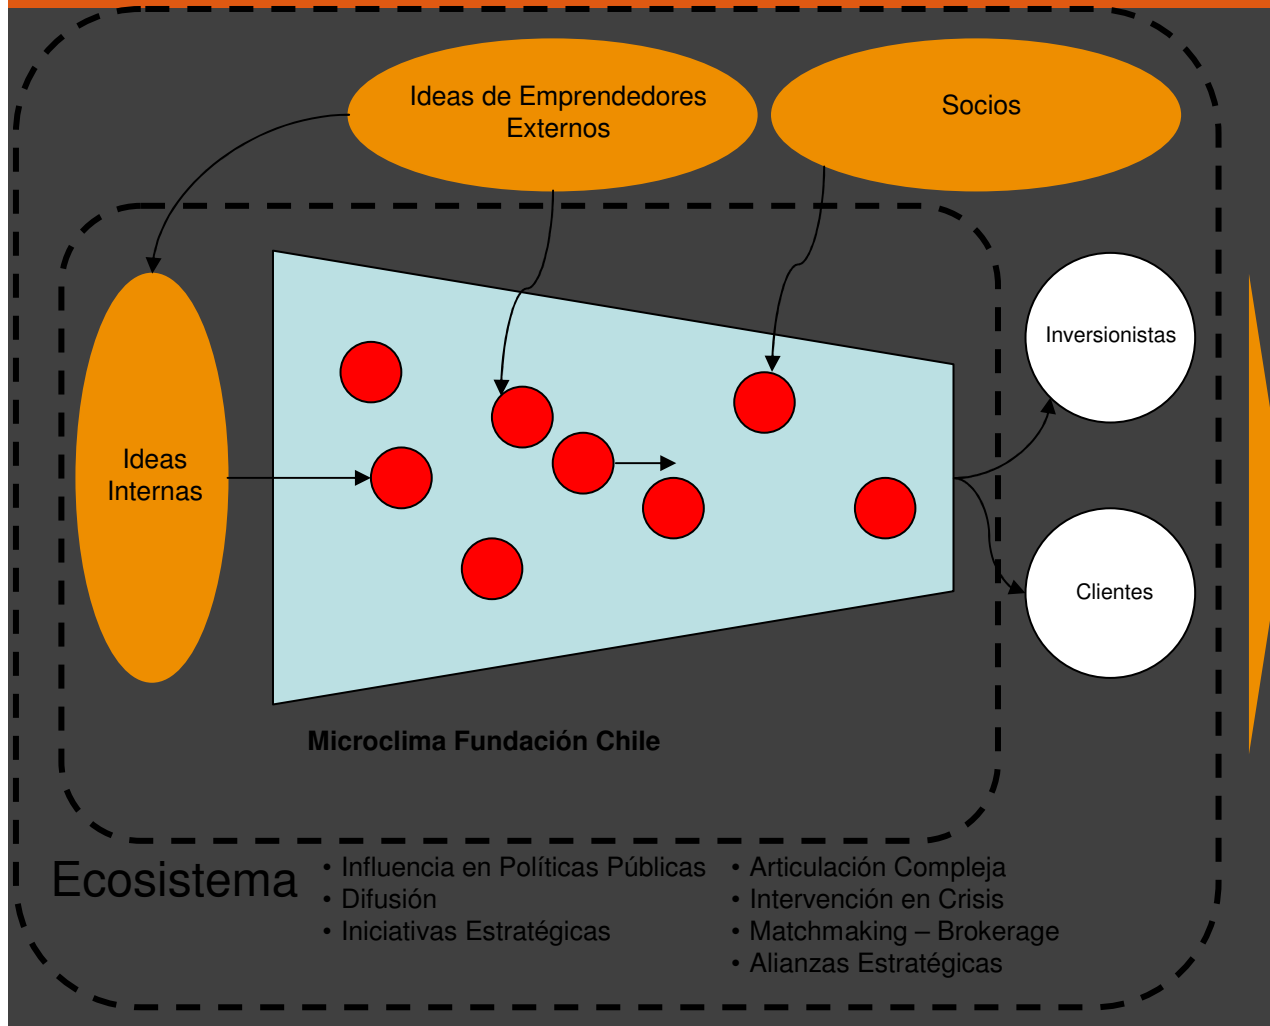 Ideas de Emprendedores
Externos
Socios
Inversionistas
Ideas
Internas
Clientes
Microclima Fundación Chile
Ecosistema
• Influencia en Políticas Públicas
• Difusión
• Iniciativas Estratégicas
• Articulación Compleja
• Intervención en Crisis
• Matchmaking – Brokerage
• Alianzas Estratégicas